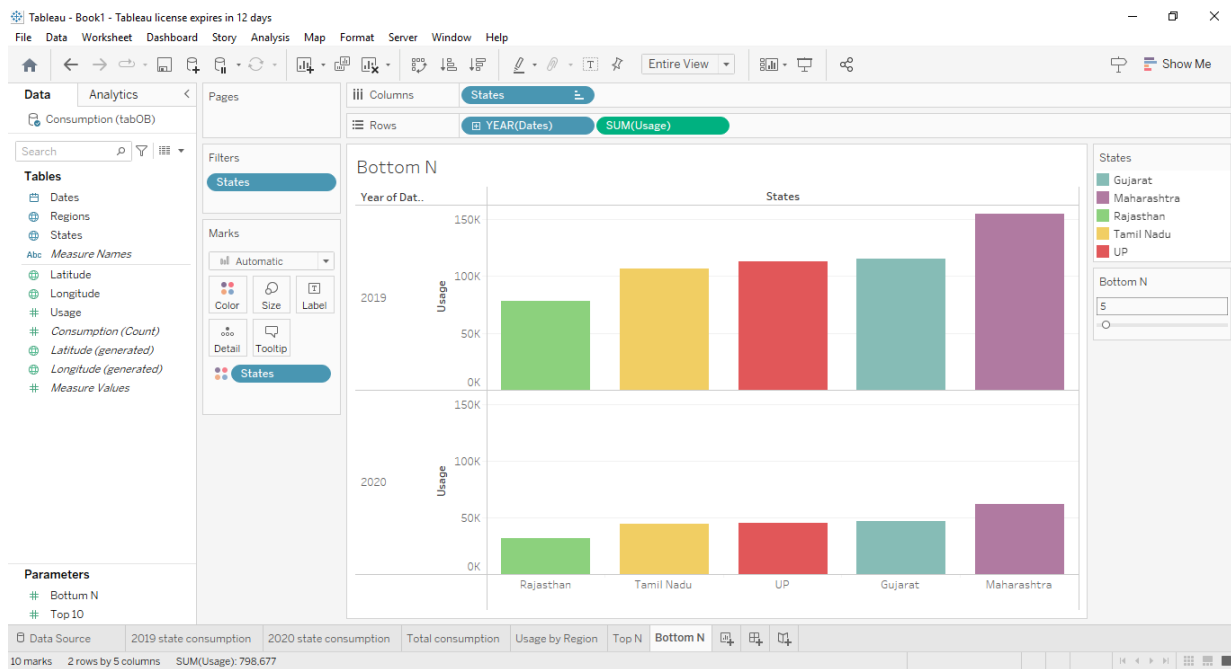 Tableau - Book1 - Tableau license expires in 12 days
File Data Worksheet Dashboard Story Analysis Map Format Server Window Help
Entire View
Show Me
Data Analytics
Consumption (tabOB)
Search
Tables
Dates
Regions
States
Abc Measure Names
Latitude
Longitude
# Usage
# Consumption (Count)
Latitude (generated)
Longitude (generated)
# Measure Values
Parameters
# Bottum N
# Top 10
Pages
Filters
States
Marks
Automatic
Color Size Label
Detail Tooltip
States
Columns States
Rows YEAR(Dates) SUM(Usage)
Bottom N
Year of Dat.. States
2019
Usage
150K
100K
50K
0K
2020
Usage
150K
100K
50K
0K
Rajasthan Tamil Nadu UP Gujarat Maharashtra
States
Gujarat
Maharashtra
Rajasthan
Tamil Nadu
UP
Bottom N
5
Data Source 2019 state consumption 2020 state consumption Total consumption Usage by Region Top N Bottom N
10 marks 2 rows by 5 columns SUM(Usage): 798,677